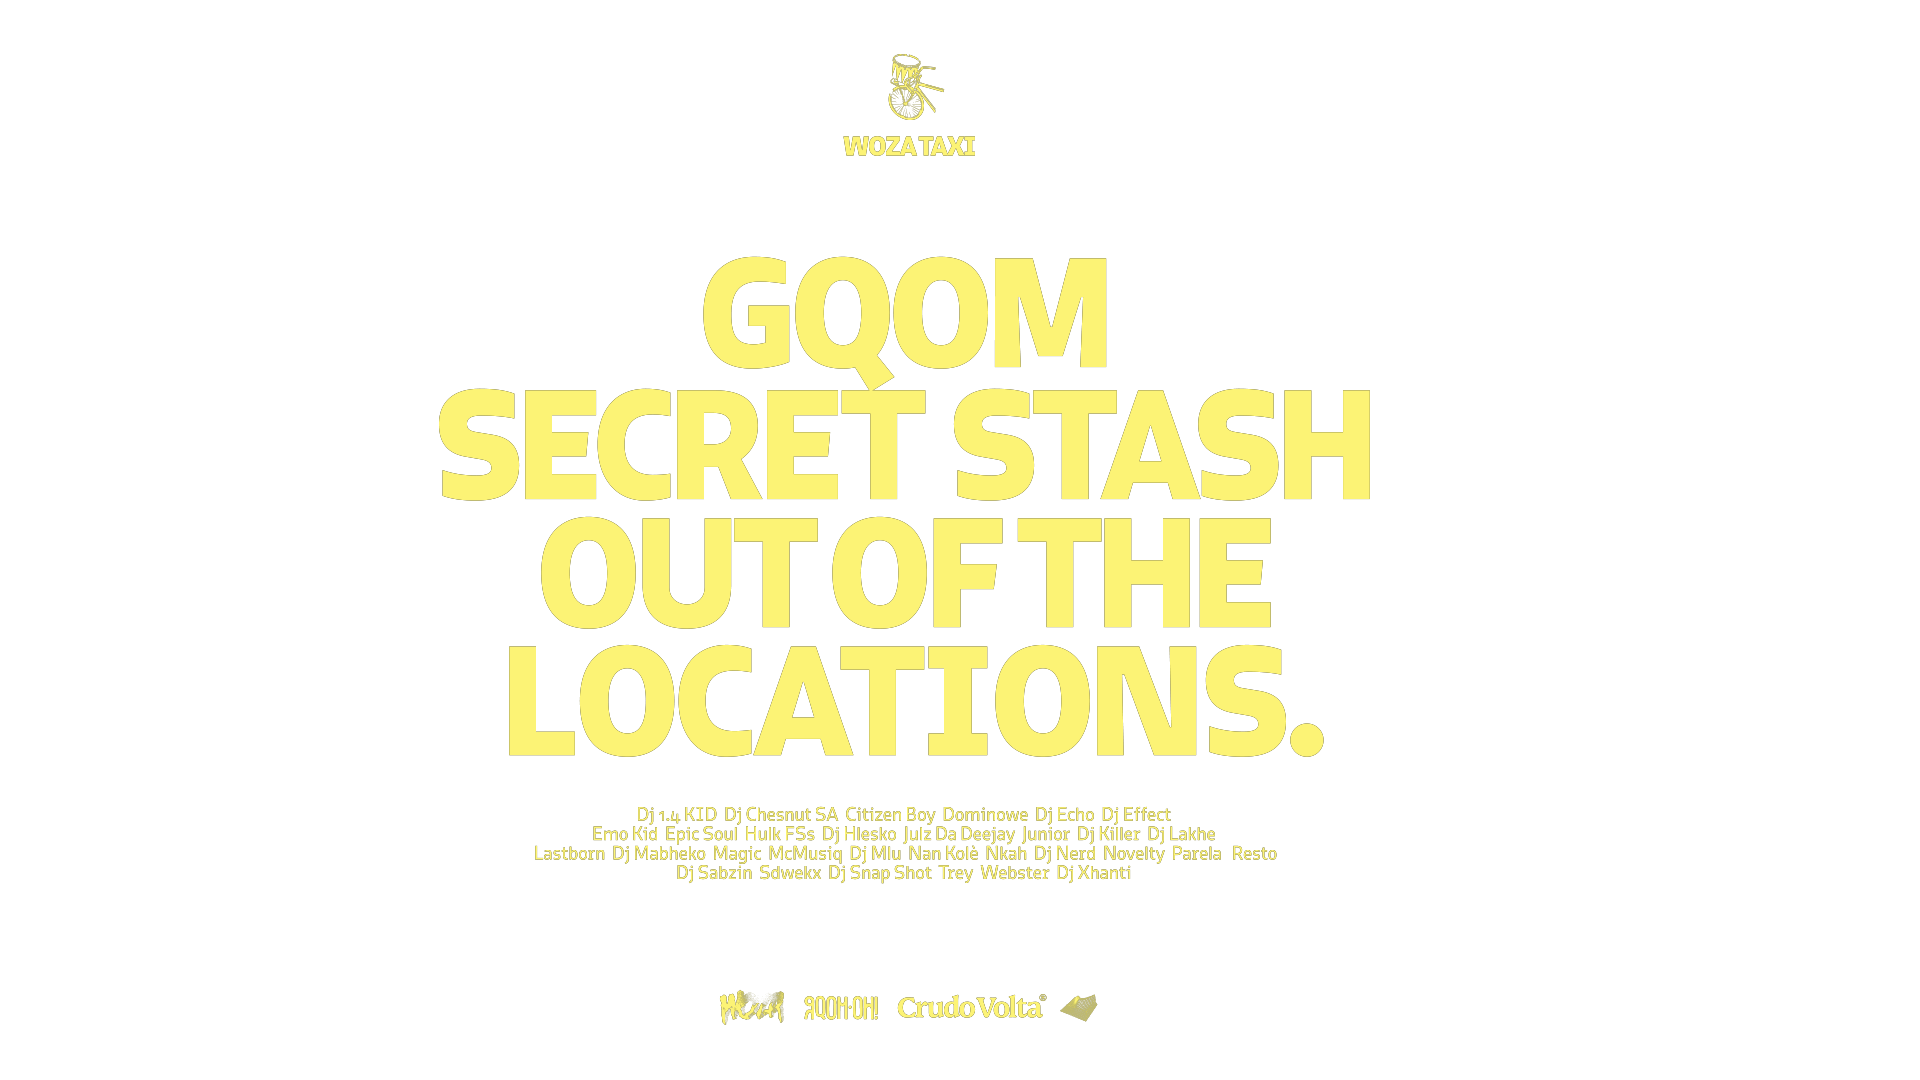 WOZA TAXI
GQOM
SECRET STASH
OUT OF THE
LOCATIONS.
Dj 1.4 KID Dj Chesnut SA Citizen Boy Dominowe Dj Echo Dj Effect
Emo Kid Epic Soul Hulk FSs Dj Hlesko Julz Da Deejay Junior Dj Killer Dj Lakhe
Lastborn Dj Mabheko Magic McMusiq Dj Mlu Nan Kolè Nkah Dj Nerd Novelty Parela Resto
Dj Sabzin Sdwekx Dj Snap Shot Trey Webster Dj Xhanti
Crudo Volta®